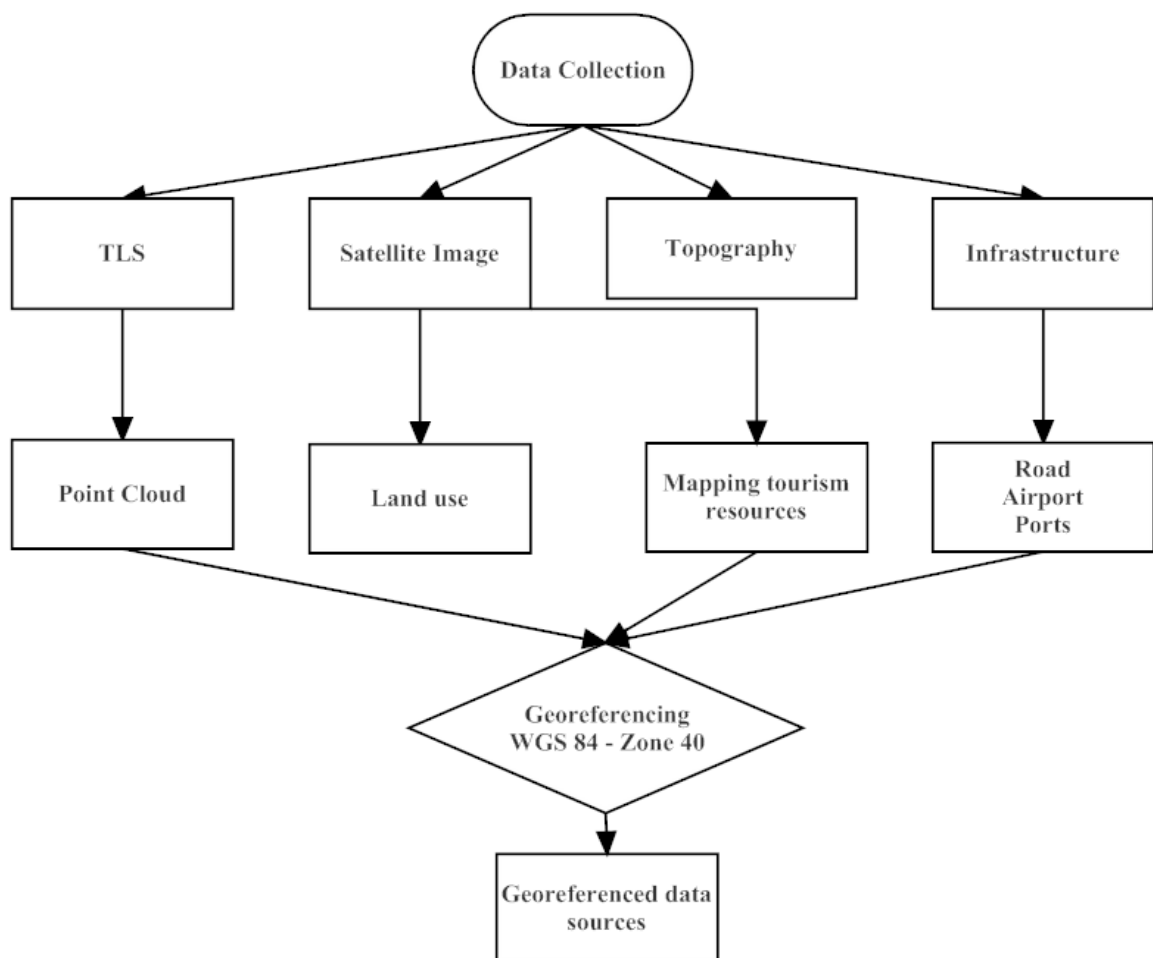 Data Collection
TLS
Satellite Image
Topography
Infrastructure
Point Cloud
Land use
Mapping tourism
resources
Road
Airport
Ports
Georeferencing
WGS 84 - Zone 40
Georeferenced data
sources